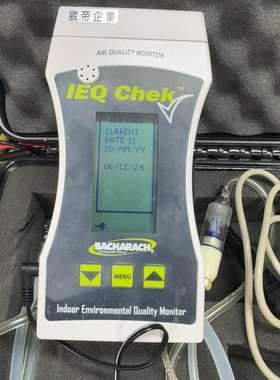 崴帝企業
AIR QUALITY MONITOR
IEQ Chek™
CURRENT
DATE IS
DD/MM/YY
06/12/24
BACHARACH
MENU
Indoor Environmental Quality Monitor